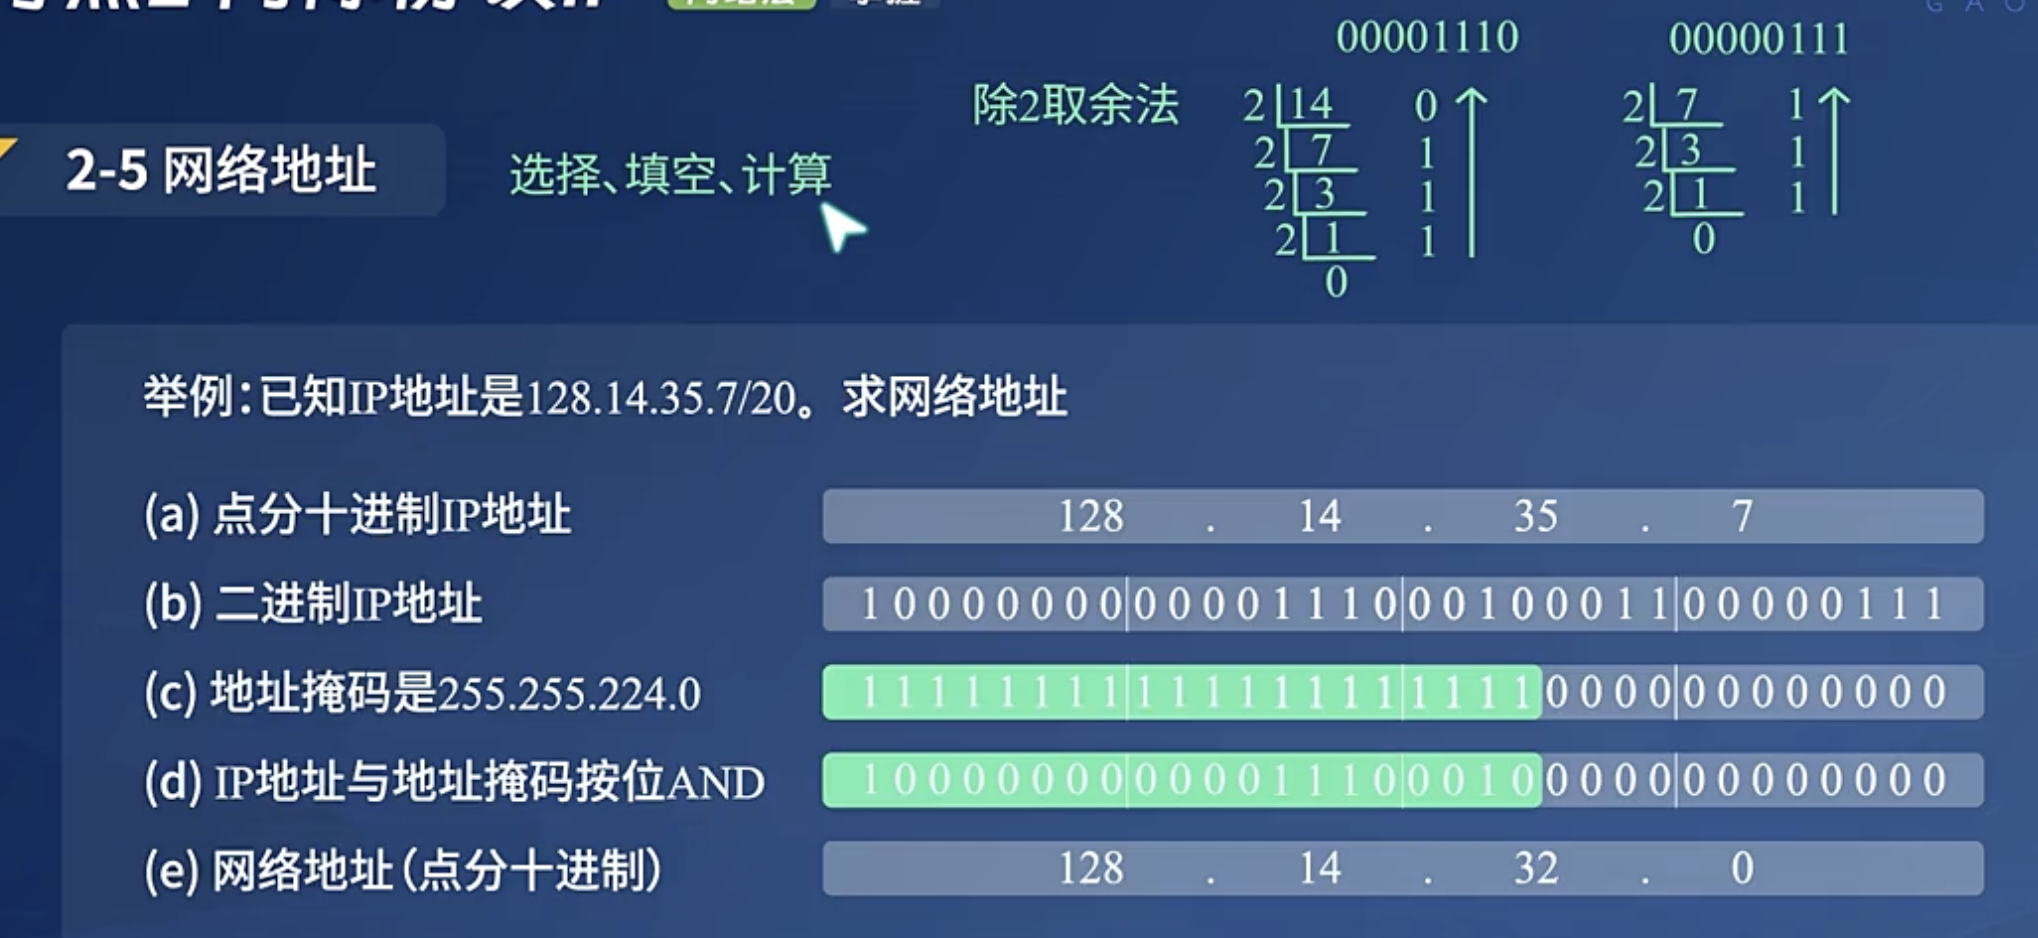 00001110 00000111
除2取余法 2 14 0 2 7 1
2 7 1 2 3 1
2-5 网络地址 选择、填空、计算 2 3 1 2 1 1
2 1 1 0
0
举例：已知IP地址是128.14.35.7/20。求网络地址
(a) 点分十进制IP地址 128 . 14 . 35 . 7
(b) 二进制IP地址 1 0 0 0 0 0 0 0 0 0 0 0 1 1 1 0 0 0 1 0 0 0 1 1 0 0 0 0 0 1 1 1
(c) 地址掩码是255.255.224.0 1 1 1 1 1 1 1 1 1 1 1 1 1 1 1 1 1 1 1 1 0 0 0 0 0 0 0 0 0 0 0 0
(d) IP地址与地址掩码按位AND 1 0 0 0 0 0 0 0 0 0 0 0 1 1 1 0 0 0 1 0 0 0 0 0 0 0 0 0 0 0 0 0
(e) 网络地址（点分十进制） 128 . 14 . 32 . 0